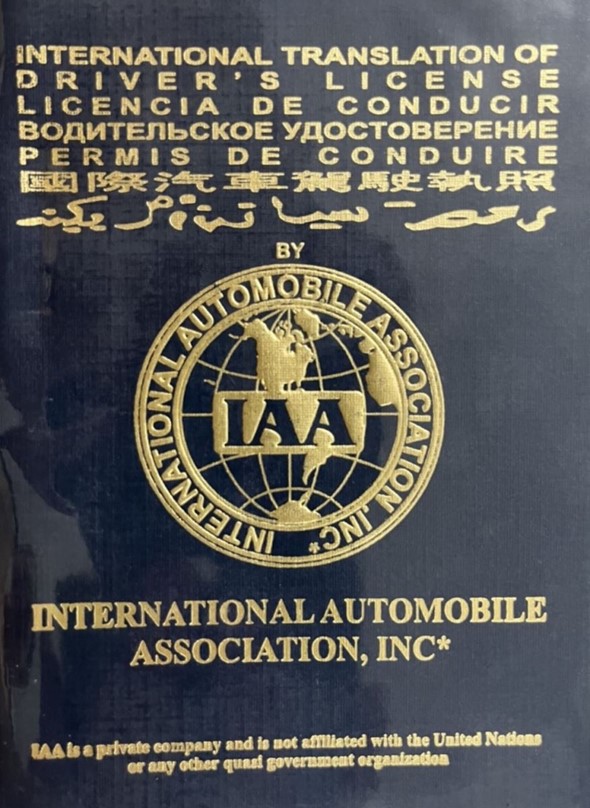 INTERNATIONAL TRANSLATION OF
DRIVER'S LICENSE
LICENCIA DE CONDUCIR
ВОДИТЕЛЬСКОЕ УДОСТОВЕРЕНИЕ
PERMIS DE CONDUIRE
國際汽車駕駛執照
BY
INTERNATIONAL AUTOMOBILE ASSOCIATION, INC*
IAA
INTERNATIONAL AUTOMOBILE
ASSOCIATION, INC*
IAA is a private company and is not affiliated with the United Nations
or any other quasi government organization